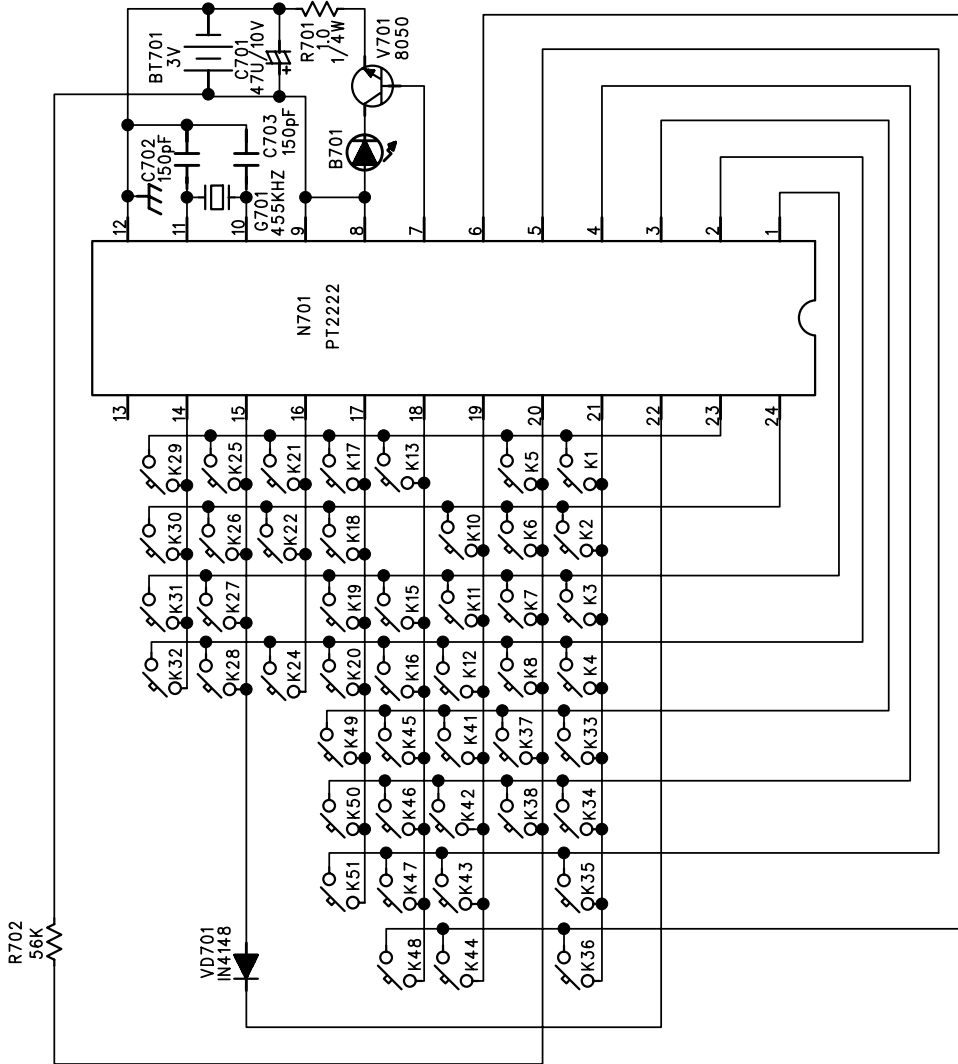 BT701
3V
C701
47U/10V
R701
1.0
1/4W
V701
8050
C702
150pF
C703
150pF
B701
G701
455KHZ
12
11
10
9
8
7
6
5
4
3
2
1
N701
PT2222
13
14
15
16
17
18
19
20
21
22
23
24
K29
K25
K21
K17
K13
K5
K1
K30
K26
K22
K18
K10
K6
K2
K31
K27
K19
K15
K11
K7
K3
K32
K28
K24
K20
K16
K12
K8
K4
K49
K45
K41
K37
K33
K50
K46
K42
K38
K34
K51
K47
K43
K35
K48
K44
K36
R702
56K
VD701
IN4148